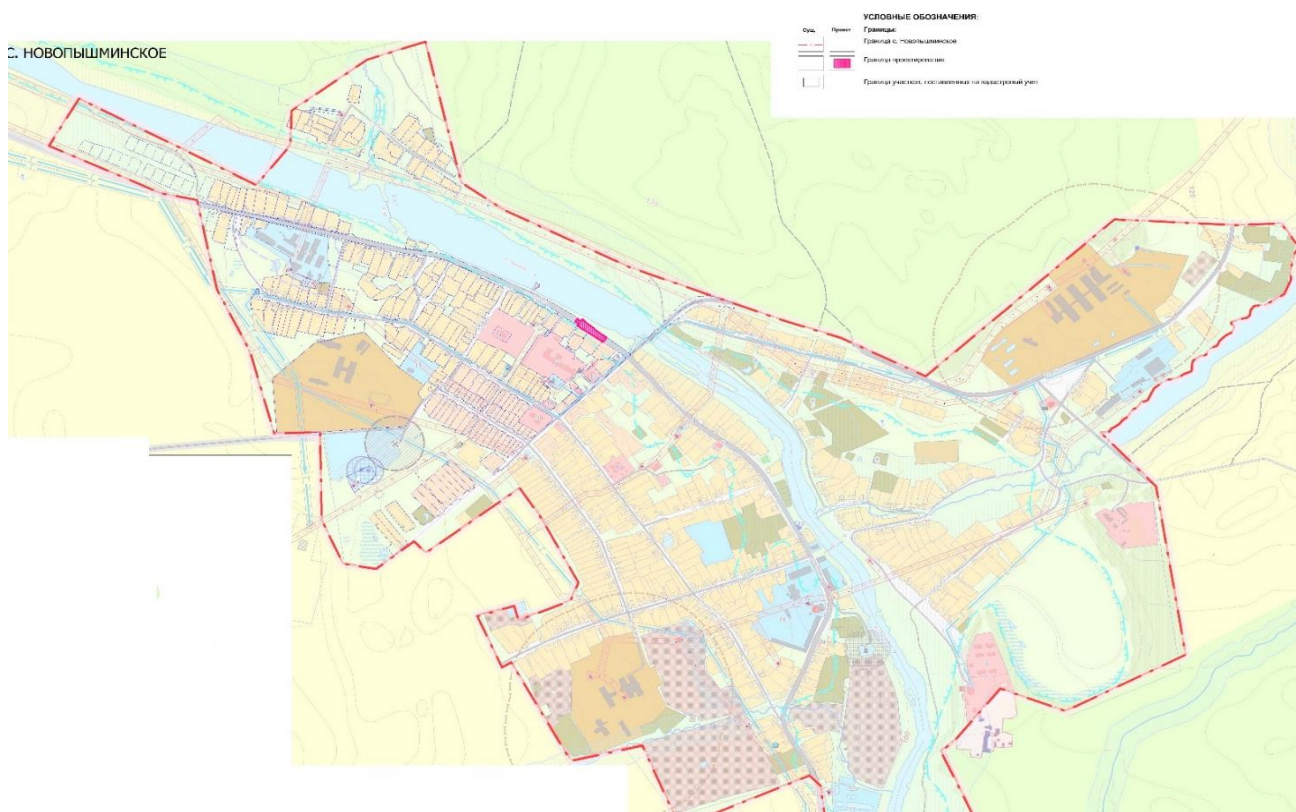 С. НОВОПЫШМИНСКОЕ
УСЛОВНЫЕ ОБОЗНАЧЕНИЯ:
Сущ. Проект Границы:
Граница с. Новопышминское
Граница проектирования
Граница участков, поставленных на кадастровый учет